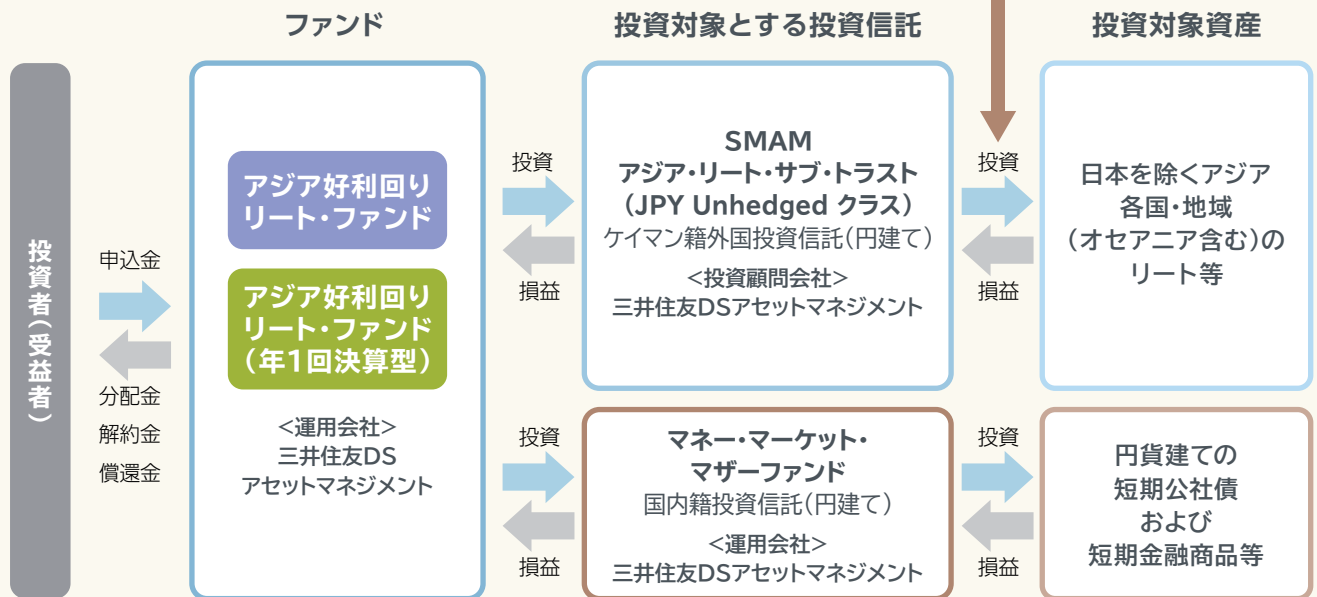 ファンド
投資対象とする投資信託
投資対象資産
投資者(受益者)
申込金
分配金
解約金
償還金
アジア好利回り
リート・ファンド
アジア好利回り
リート・ファンド
(年1回決算型)
<運用会社>
三井住友DS
アセットマネジメント
投資
損益
SMAM
アジア・リート・サブ・トラスト
(JPY Unhedged クラス)
ケイマン籍外国投資信託(円建て)
<投資顧問会社>
三井住友DSアセットマネジメント
投資
損益
日本を除くアジア
各国・地域
(オセアニア含む)の
リート等
投資
損益
マネー・マーケット・
マザーファンド
国内籍投資信託(円建て)
<運用会社>
三井住友DSアセットマネジメント
投資
損益
円貨建ての
短期公社債
および
短期金融商品等